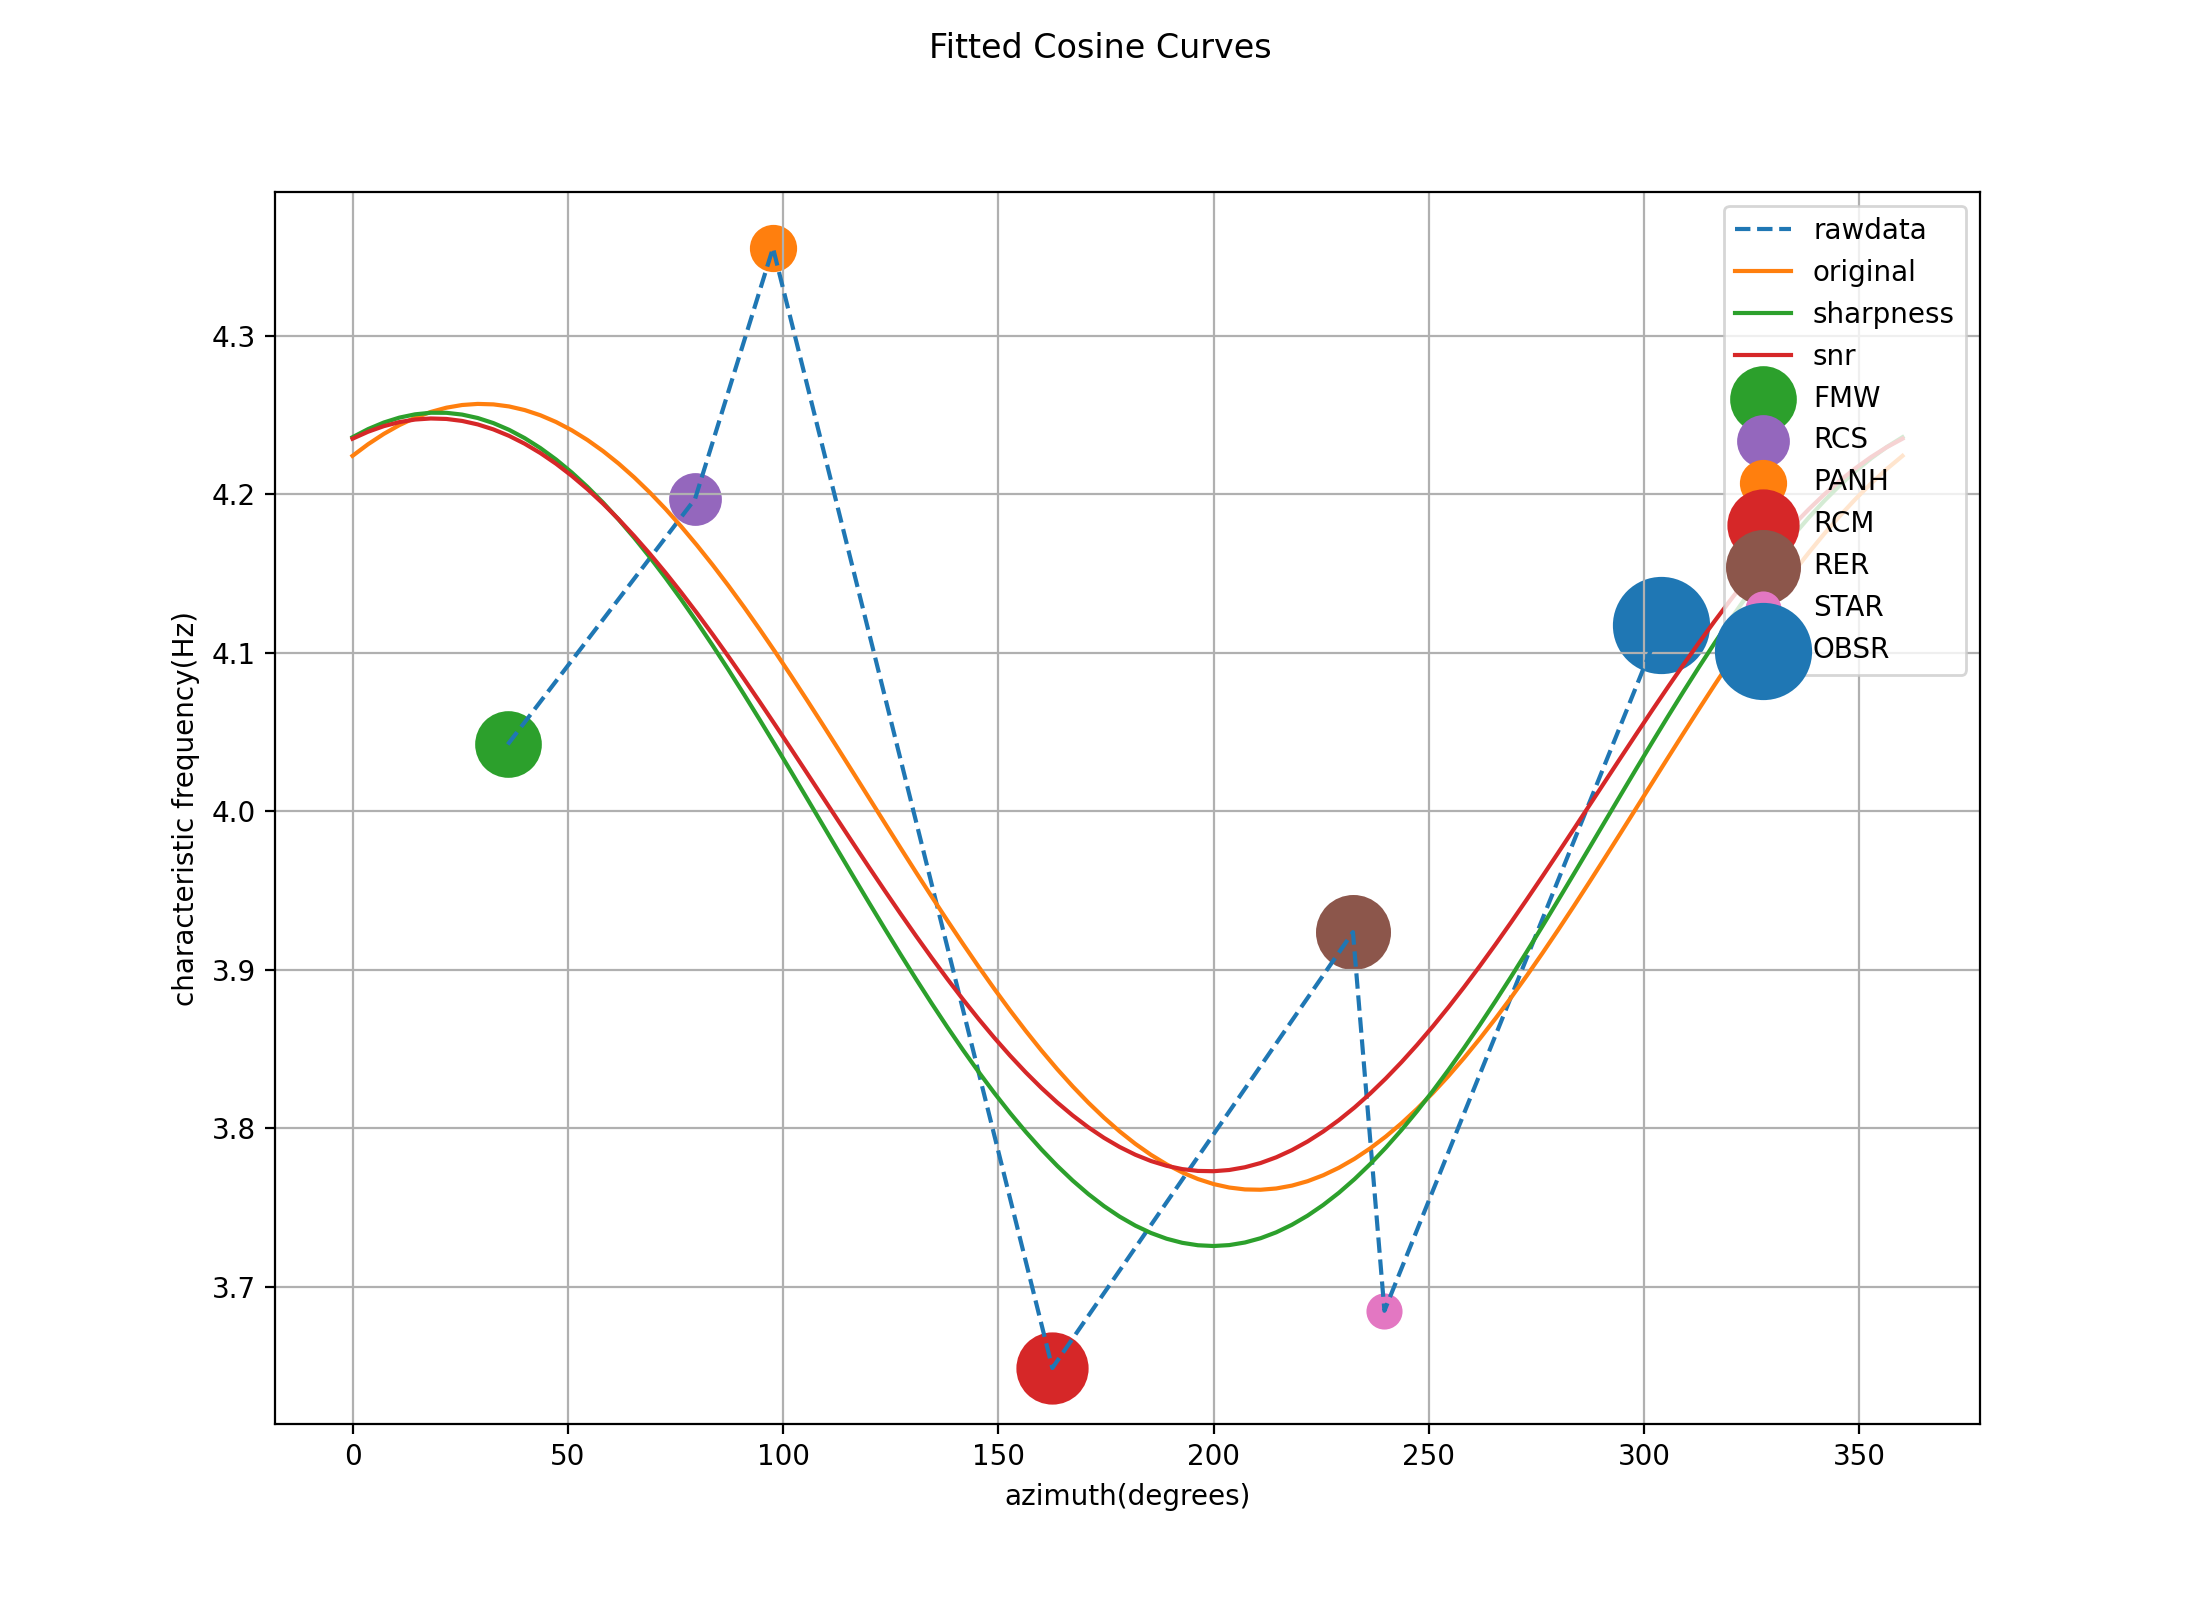 Fitted Cosine Curves
characteristic frequency(Hz)
4.3
4.2
4.1
4.0
3.9
3.8
3.7
rawdata
original
sharpness
snr
FMW
RCS
PANH
RCM
RER
STAR
OBSR
0 50 100 150 200 250 300 350
azimuth(degrees)